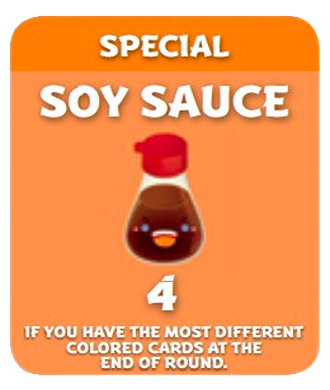 SPECIAL
SOY SAUCE
4
IF YOU HAVE THE MOST DIFFERENT
COLORED CARDS AT THE
END OF ROUND.